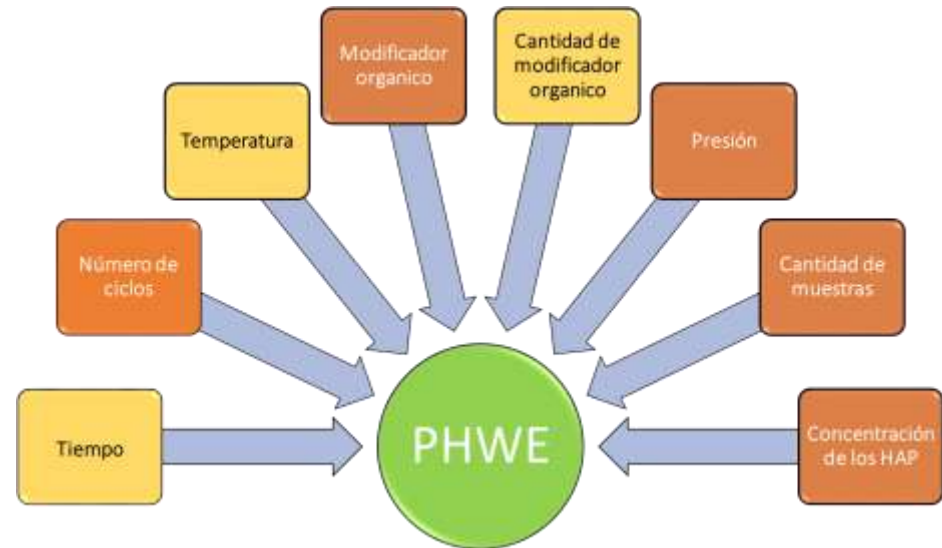 Modificador
organico
Cantidad de
modificador
organico
Temperatura
Presión
Número de
ciclos
Cantidad de
muestras
Tiempo
PHWE
Concentración
de los HAP